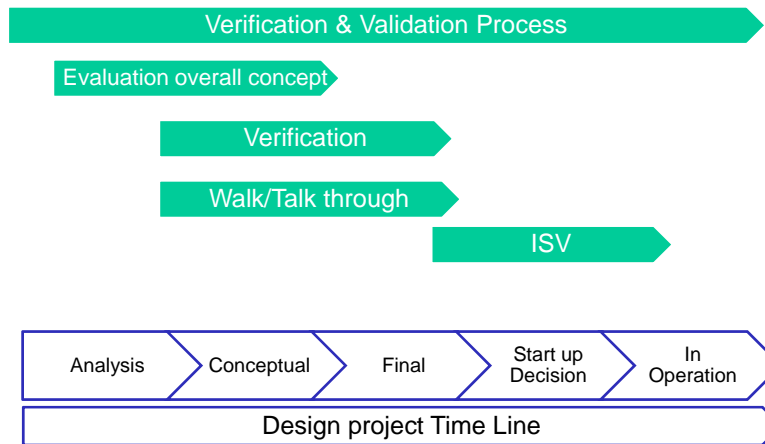 Verification & Validation Process
Evaluation overall concept
Verification
Walk/Talk through
ISV
Analysis
Conceptual
Final
Start up
Decision
In
Operation
Design project Time Line